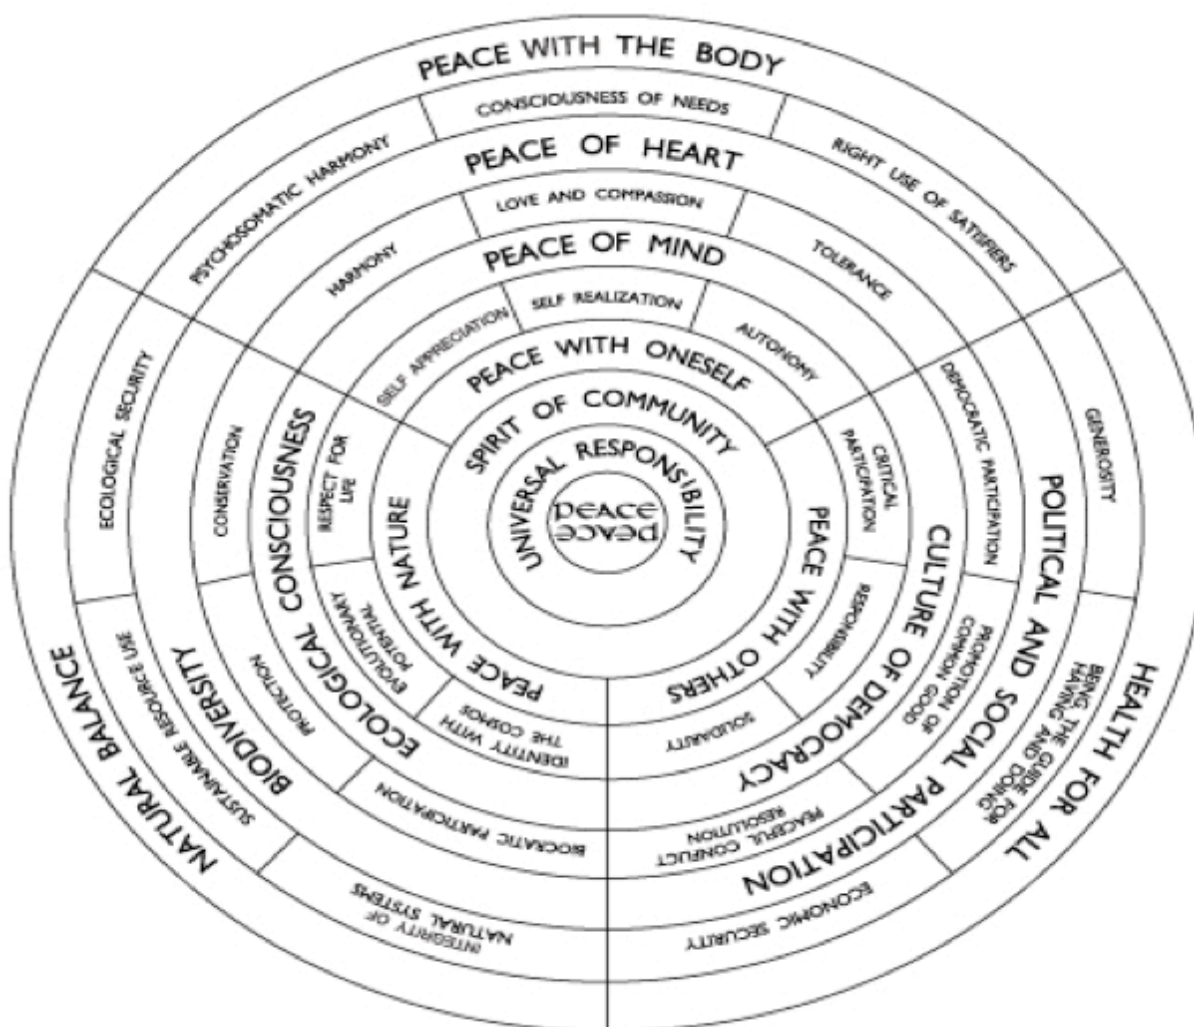 PEACE WITH THE BODY
CONSCIOUSNESS OF NEEDS
PSYCHOSOMATIC HARMONY
RIGHT USE OF SATISFIERS
PEACE OF HEART
LOVE AND COMPASSION
HARMONY
TOLERANCE
PEACE OF MIND
SELF REALIZATION
SELF APPRECIATION
AUTONOMY
PEACE WITH ONESELF
SPIRIT OF COMMUNITY
UNIVERSAL RESPONSIBILITY
peace
peace
PEACE WITH NATURE
RESPECT FOR
LIFE
EVOLUTIONARY
POTENTIAL
IDENTITY WITH
THE COSMOS
ECOLOGICAL CONSCIOUSNESS
CONSERVATION
PROTECTION
BIOCRATIC PARTICIPATION
BIODIVERSITY
ECOLOGICAL SECURITY
SUSTAINABLE RESOURCE USE
INTEGRITY OF
NATURAL SYSTEMS
NATURAL BALANCE
PEACE WITH OTHERS
CRITICAL
PARTICIPATION
RESPONSIBILITY
SOLIDARITY
CULTURE OF DEMOCRACY
DEMOCRATIC PARTICIPATION
PROMOTION OF
COMMON GOOD
PEACEFUL CONFLICT
RESOLUTION
POLITICAL AND SOCIAL PARTICIPATION
GENEROSITY
BEING, THE GUIDE FOR
HAVING AND DOING
ECONOMIC SECURITY
HEALTH FOR ALL